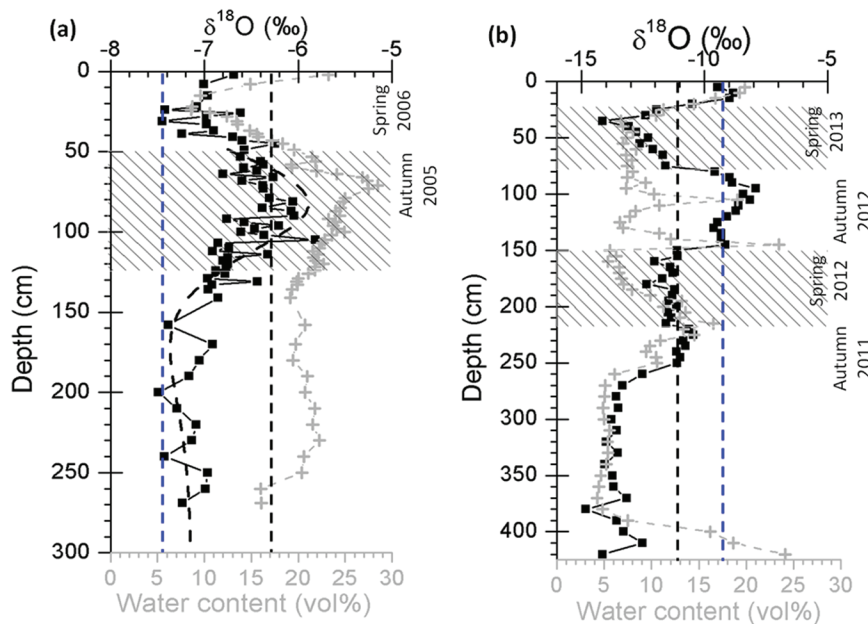 (a)
δ18O (‰)
-8 -7 -6 -5
0
50
100
150
200
250
300
Depth (cm)
Spring
2006
Autumn
2005
0 5 10 15 20 25 30
Water content (vol%)
(b)
δ18O (‰)
-15 -10 -5
0
50
100
150
200
250
300
350
400
Depth (cm)
Spring
2013
Autumn
2012
Spring
2012
Autumn
2011
0 5 10 15 20 25 30
Water content (vol%)